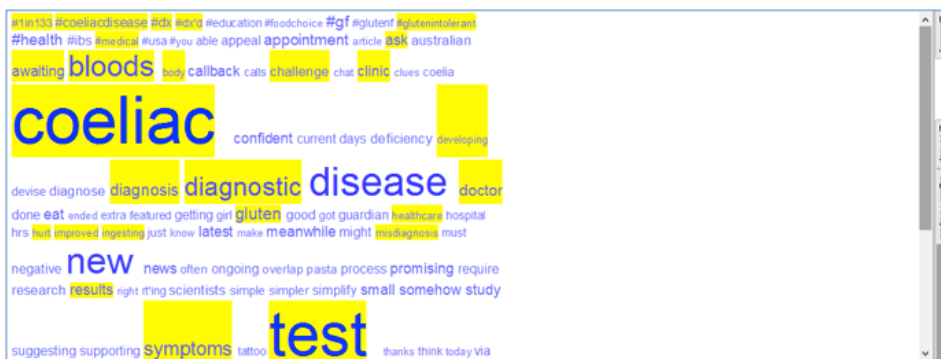 #1in133 #coeliacdisease #dx #dx'd #education #foodchoice #gf #glutenf #glutenintolerant
#health #ibs #medical #usa #you able appeal appointment article ask australian
awaiting bloods body callback calls challenge chat clinic clues coelia
coeliac confident current days deficiency developing
devise diagnose diagnosis diagnostic disease doctor
done eat ended extra featured getting girl gluten good got guardian healthcare hospital
hrs hurt improved ingesting just know latest make meanwhile might misdiagnosis must
negative new news often ongoing overlap pasta process promising require
research results right rt'ing scientists simple simpler simplify small somehow study
suggesting supporting symptoms tattoo test thanks think today via